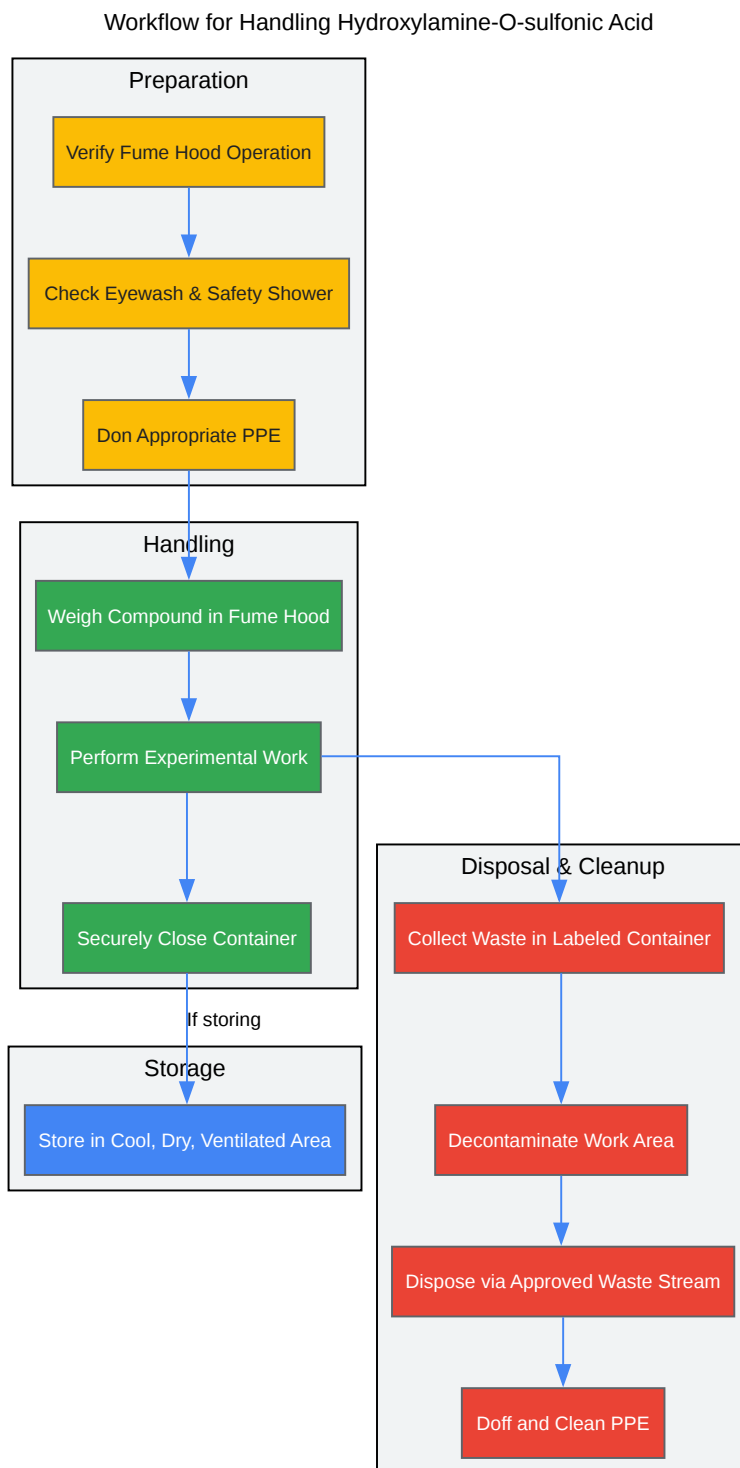 Workflow for Handling Hydroxylamine-O-sulfonic Acid
Preparation
Verify Fume Hood Operation
Check Eyewash & Safety Shower
Don Appropriate PPE
Handling
Weigh Compound in Fume Hood
Perform Experimental Work
Securely Close Container
If storing
Storage
Store in Cool, Dry, Ventilated Area
Disposal & Cleanup
Collect Waste in Labeled Container
Decontaminate Work Area
Dispose via Approved Waste Stream
Doff and Clean PPE